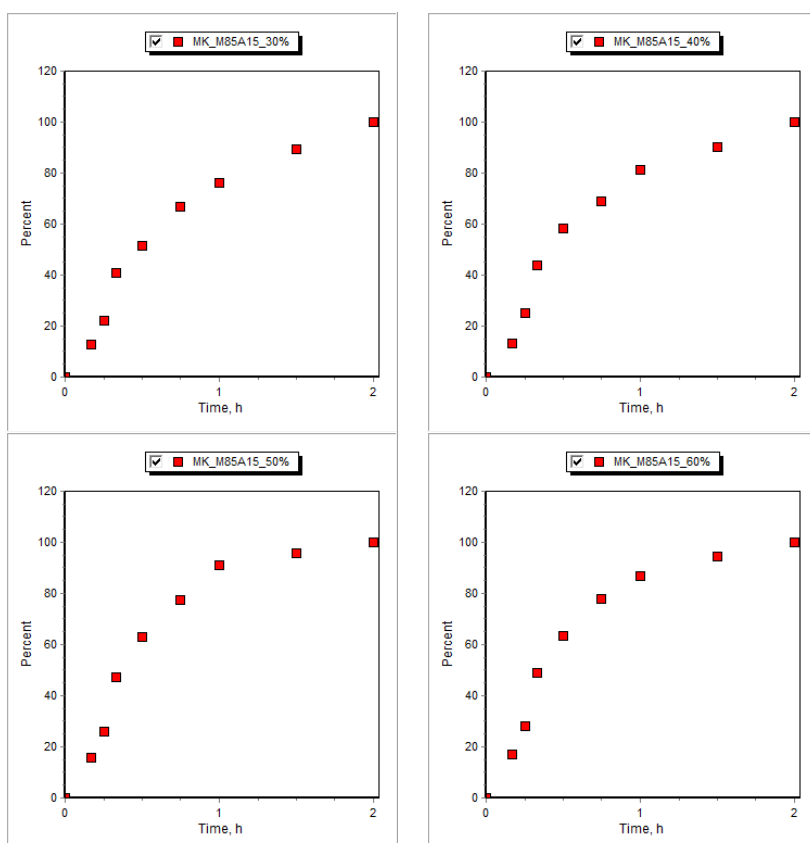 MK_M85A15_30%
120
100
80
60
40
20
0
Percent
0 1 2
Time, h
MK_M85A15_40%
120
100
80
60
40
20
0
Percent
0 1 2
Time, h
MK_M85A15_50%
120
100
80
60
40
20
0
Percent
0 1 2
Time, h
MK_M85A15_60%
120
100
80
60
40
20
0
Percent
0 1 2
Time, h